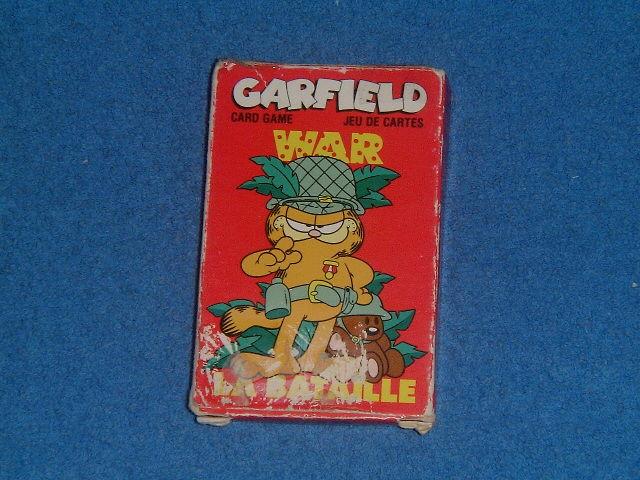 GARFIELD
CARD GAME JEU DE CARTES
WAR
LA BATAILLE